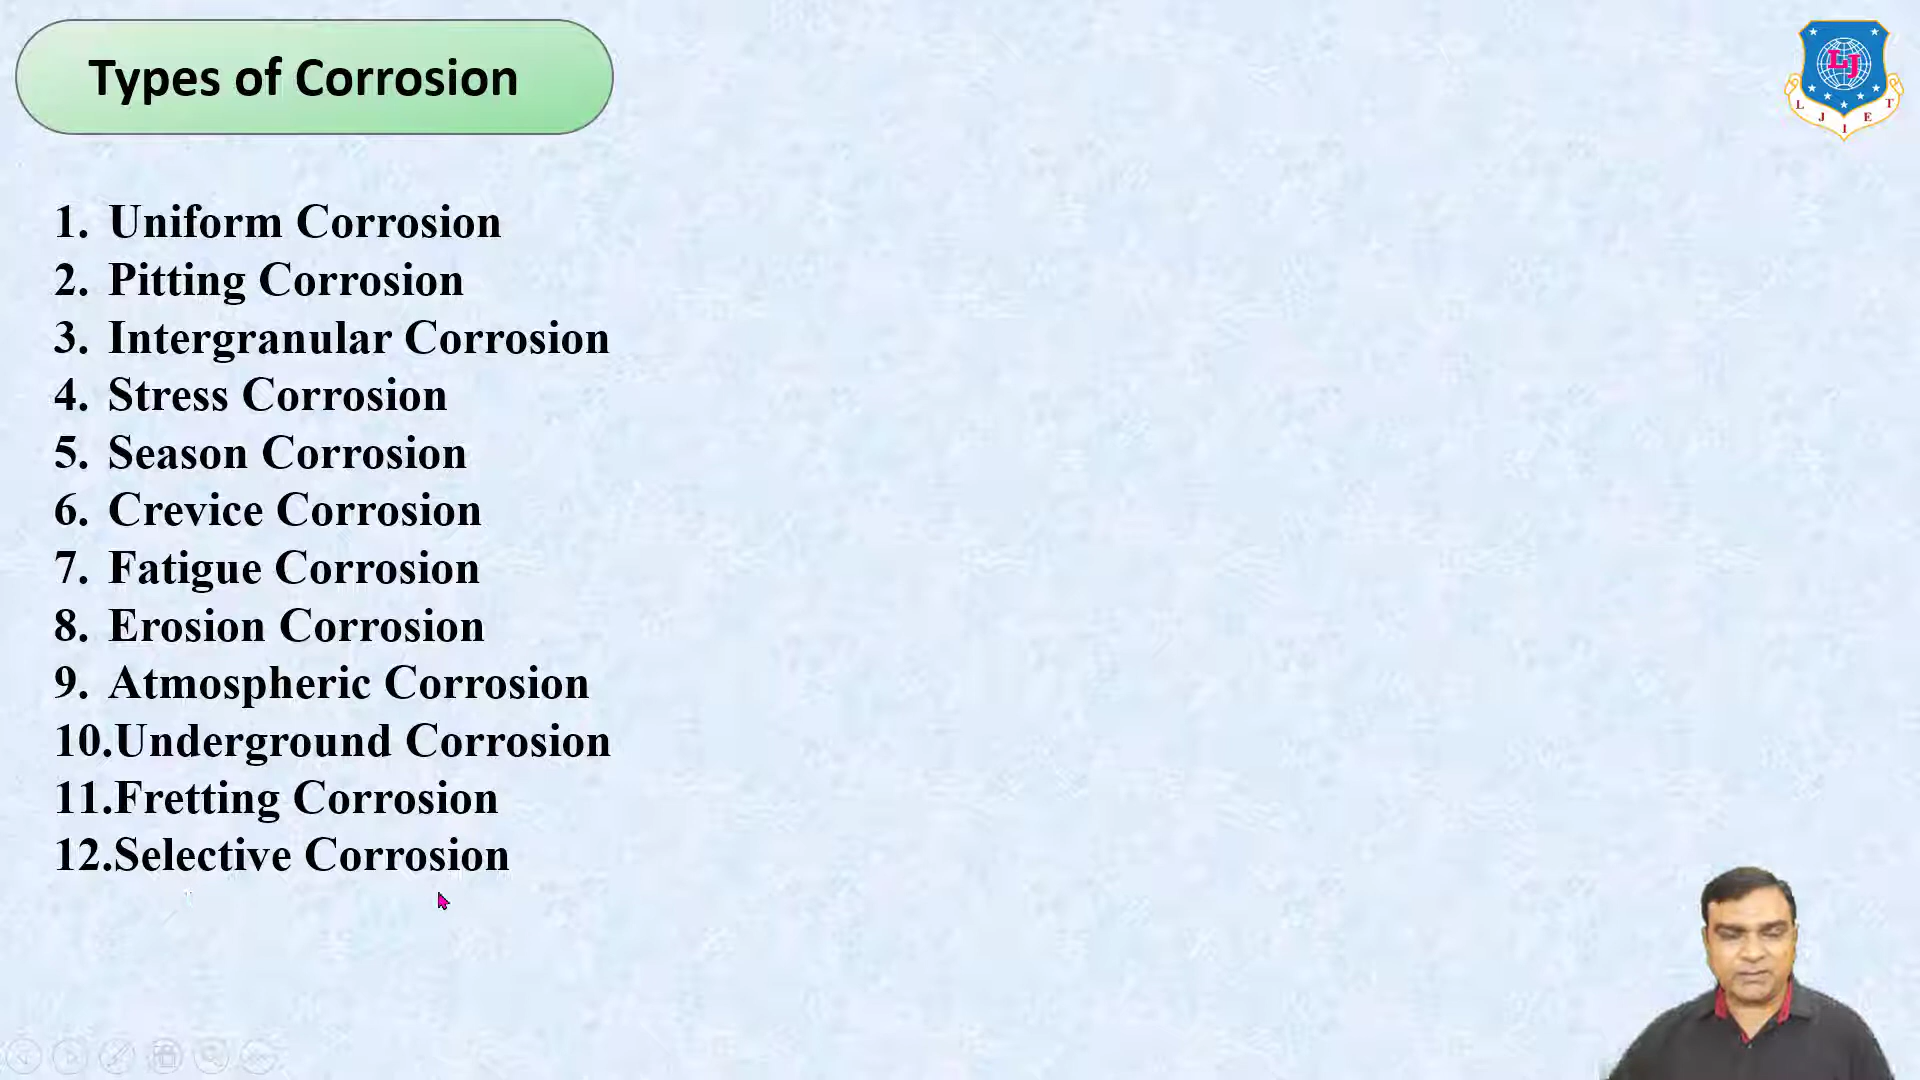 Types of Corrosion
LJ
L J I E T
1. Uniform Corrosion
2. Pitting Corrosion
3. Intergranular Corrosion
4. Stress Corrosion
5. Season Corrosion
6. Crevice Corrosion
7. Fatigue Corrosion
8. Erosion Corrosion
9. Atmospheric Corrosion
10.Underground Corrosion
11.Fretting Corrosion
12.Selective Corrosion